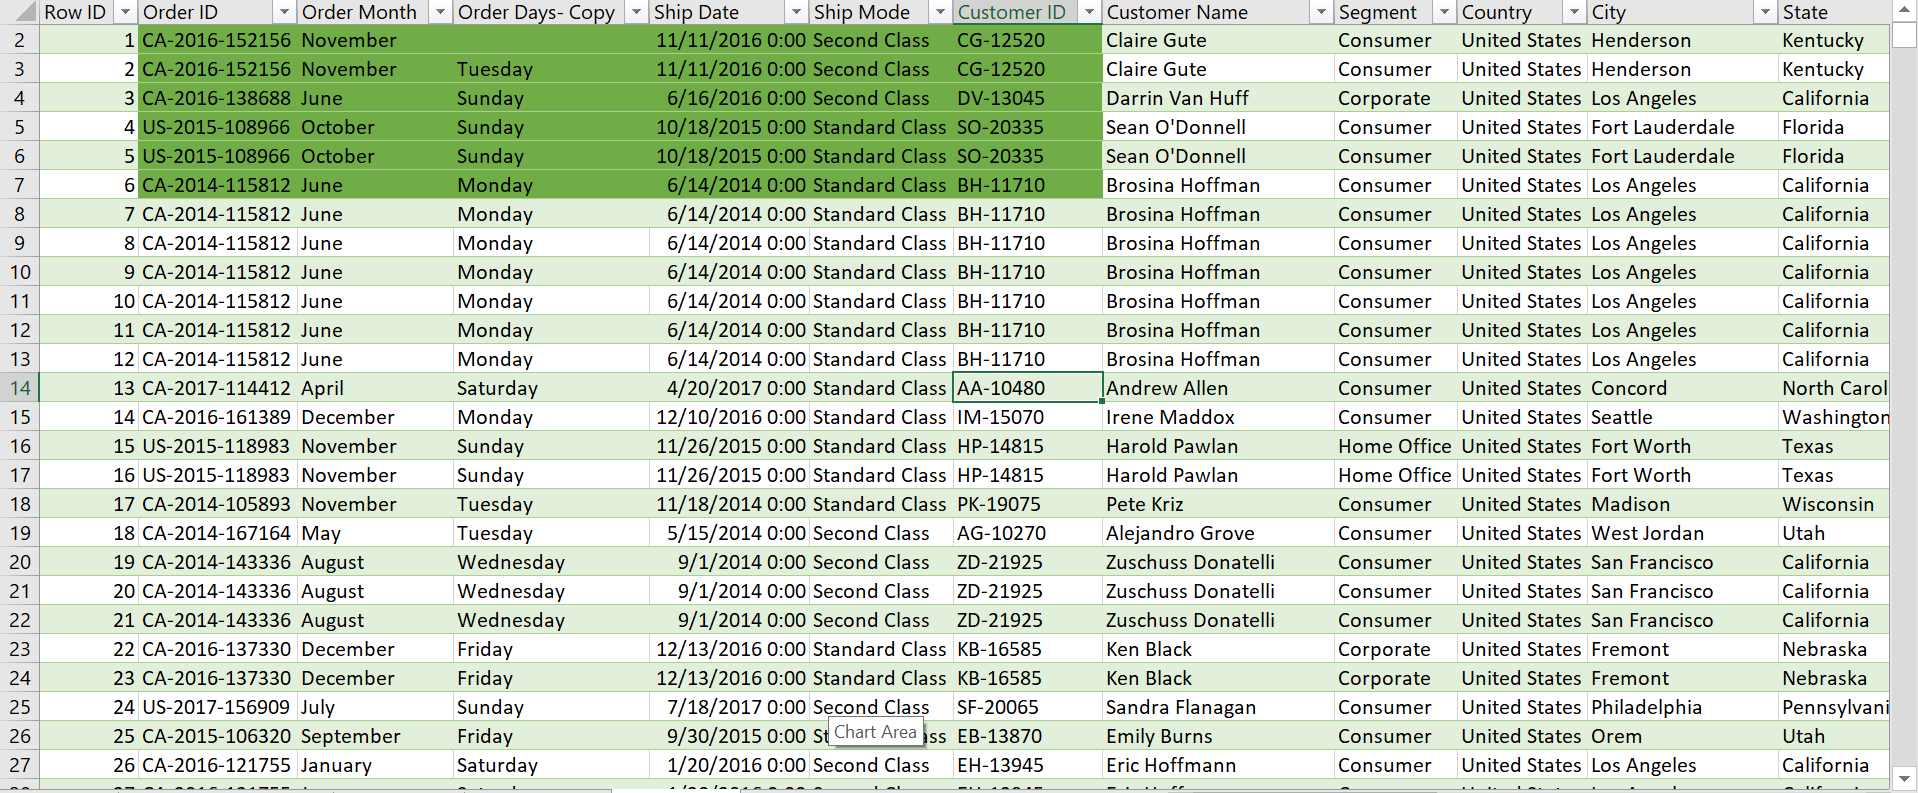 Row ID Order ID Order Month Order Days- Copy Ship Date Ship Mode Customer ID Customer Name Segment Country City State
2 1 CA-2016-152156 November 11/11/2016 0:00 Second Class CG-12520 Claire Gute Consumer United States Henderson Kentucky
3 2 CA-2016-152156 November Tuesday 11/11/2016 0:00 Second Class CG-12520 Claire Gute Consumer United States Henderson Kentucky
4 3 CA-2016-138688 June Sunday 6/16/2016 0:00 Second Class DV-13045 Darrin Van Huff Corporate United States Los Angeles California
5 4 US-2015-108966 October Sunday 10/18/2015 0:00 Standard Class SO-20335 Sean O'Donnell Consumer United States Fort Lauderdale Florida
6 5 US-2015-108966 October Sunday 10/18/2015 0:00 Standard Class SO-20335 Sean O'Donnell Consumer United States Fort Lauderdale Florida
7 6 CA-2014-115812 June Monday 6/14/2014 0:00 Standard Class BH-11710 Brosina Hoffman Consumer United States Los Angeles California
8 7 CA-2014-115812 June Monday 6/14/2014 0:00 Standard Class BH-11710 Brosina Hoffman Consumer United States Los Angeles California
9 8 CA-2014-115812 June Monday 6/14/2014 0:00 Standard Class BH-11710 Brosina Hoffman Consumer United States Los Angeles California
10 9 CA-2014-115812 June Monday 6/14/2014 0:00 Standard Class BH-11710 Brosina Hoffman Consumer United States Los Angeles California
11 10 CA-2014-115812 June Monday 6/14/2014 0:00 Standard Class BH-11710 Brosina Hoffman Consumer United States Los Angeles California
12 11 CA-2014-115812 June Monday 6/14/2014 0:00 Standard Class BH-11710 Brosina Hoffman Consumer United States Los Angeles California
13 12 CA-2014-115812 June Monday 6/14/2014 0:00 Standard Class BH-11710 Brosina Hoffman Consumer United States Los Angeles California
14 13 CA-2017-114412 April Saturday 4/20/2017 0:00 Standard Class AA-10480 Andrew Allen Consumer United States Concord North Carol
15 14 CA-2016-161389 December Monday 12/10/2016 0:00 Standard Class IM-15070 Irene Maddox Consumer United States Seattle Washington
16 15 US-2015-118983 November Sunday 11/26/2015 0:00 Standard Class HP-14815 Harold Pawlan Home Office United States Fort Worth Texas
17 16 US-2015-118983 November Sunday 11/26/2015 0:00 Standard Class HP-14815 Harold Pawlan Home Office United States Fort Worth Texas
18 17 CA-2014-105893 November Tuesday 11/18/2014 0:00 Standard Class PK-19075 Pete Kriz Consumer United States Madison Wisconsin
19 18 CA-2014-167164 May Tuesday 5/15/2014 0:00 Second Class AG-10270 Alejandro Grove Consumer United States West Jordan Utah
20 19 CA-2014-143336 August Wednesday 9/1/2014 0:00 Second Class ZD-21925 Zuschuss Donatelli Consumer United States San Francisco California
21 20 CA-2014-143336 August Wednesday 9/1/2014 0:00 Second Class ZD-21925 Zuschuss Donatelli Consumer United States San Francisco California
22 21 CA-2014-143336 August Wednesday 9/1/2014 0:00 Second Class ZD-21925 Zuschuss Donatelli Consumer United States San Francisco California
23 22 CA-2016-137330 December Friday 12/13/2016 0:00 Standard Class KB-16585 Ken Black Corporate United States Fremont Nebraska
24 23 CA-2016-137330 December Friday 12/13/2016 0:00 Standard Class KB-16585 Ken Black Corporate United States Fremont Nebraska
25 24 US-2017-156909 July Sunday 7/18/2017 0:00 Second Class SF-20065 Sandra Flanagan Consumer United States Philadelphia Pennsylvani
26 25 CA-2015-106320 September Friday 9/30/2015 0:00 St ass EB-13870 Emily Burns Consumer United States Orem Utah
Chart Area
27 26 CA-2016-121755 January Saturday 1/20/2016 0:00 Second Class EH-13945 Eric Hoffmann Consumer United States Los Angeles California